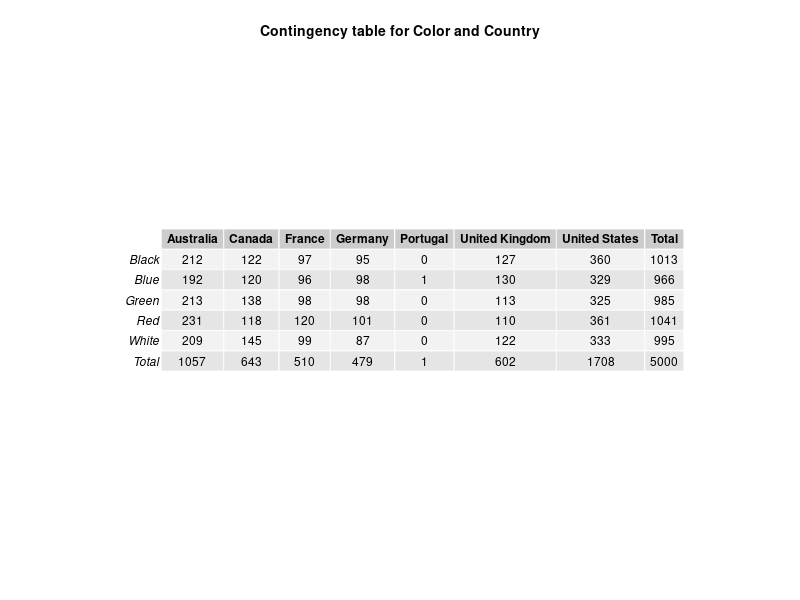 Contingency table for Color and Country
Australia Canada France Germany Portugal United Kingdom United States Total
Black 212 122 97 95 0 127 360 1013
Blue 192 120 96 98 1 130 329 966
Green 213 138 98 98 0 113 325 985
Red 231 118 120 101 0 110 361 1041
White 209 145 99 87 0 122 333 995
Total 1057 643 510 479 1 602 1708 5000